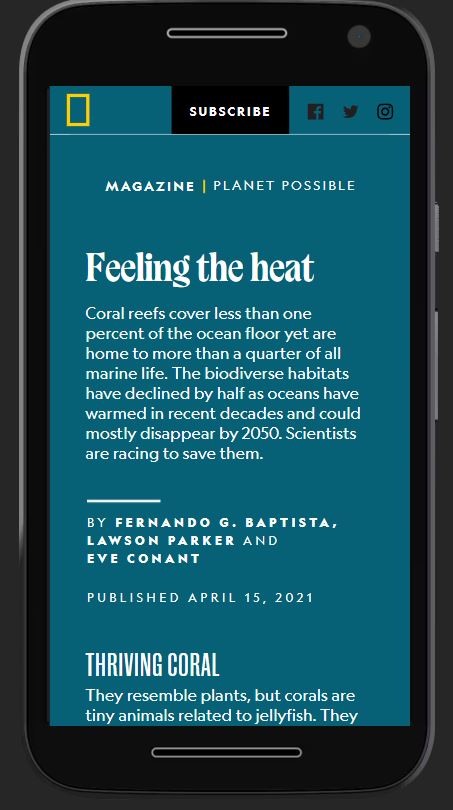 SUBSCRIBE
MAGAZINE | PLANET POSSIBLE
Feeling the heat
Coral reefs cover less than one
percent of the ocean floor yet are
home to more than a quarter of all
marine life. The biodiverse habitats
have declined by half as oceans have
warmed in recent decades and could
mostly disappear by 2050. Scientists
are racing to save them.
BY FERNANDO G. BAPTISTA,
LAWSON PARKER AND
EVE CONANT
PUBLISHED APRIL 15, 2021
THRIVING CORAL
They resemble plants, but corals are
tiny animals related to jellyfish. They